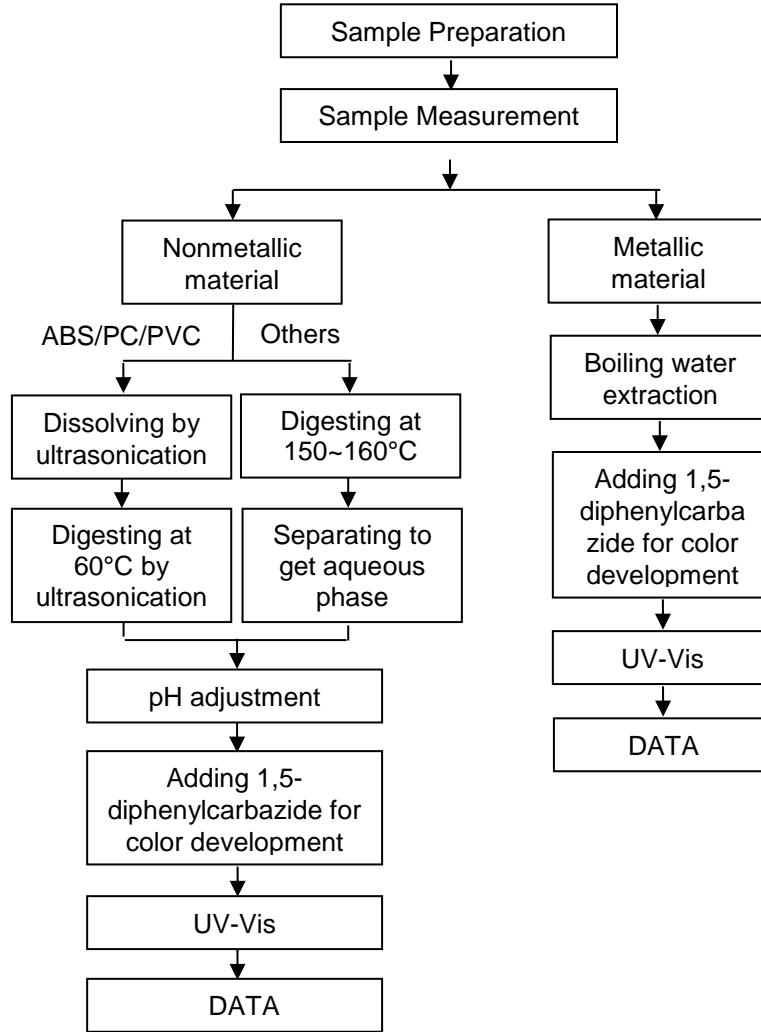 Sample Preparation
Sample Measurement
Nonmetallic
material
Metallic
material
ABS/PC/PVC
Others
Boiling water
extraction
Dissolving by
ultrasonication
Digesting at
150~160°C
Adding 1,5-
diphenylcarba
zide for color
development
Digesting at
60°C by
ultrasonication
Separating to
get aqueous
phase
UV-Vis
pH adjustment
DATA
Adding 1,5-
diphenylcarbazide for
color development
UV-Vis
DATA